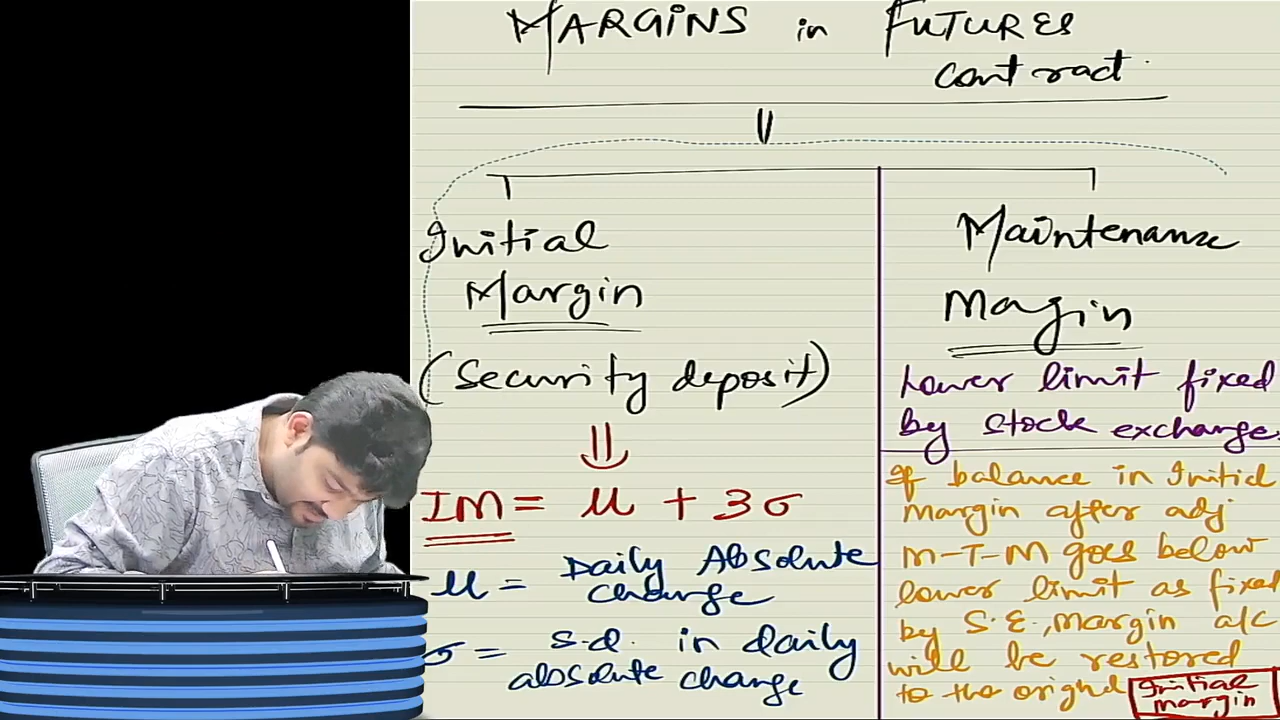 MARGINS in FUTURES
contract
Initial
Margin
(Security deposit)
IM = μ + 3σ
μ = Daily Absolute
change
σ = s.d. in daily
absolute change
Maintenance
Margin
Lower limit fixed
by stock exchange.
If balance in Initial
Margin after adj
M-T-M goes below
lower limit as fixed
by S.E., Margin a/c
will be restored
to the original Initial
Margin